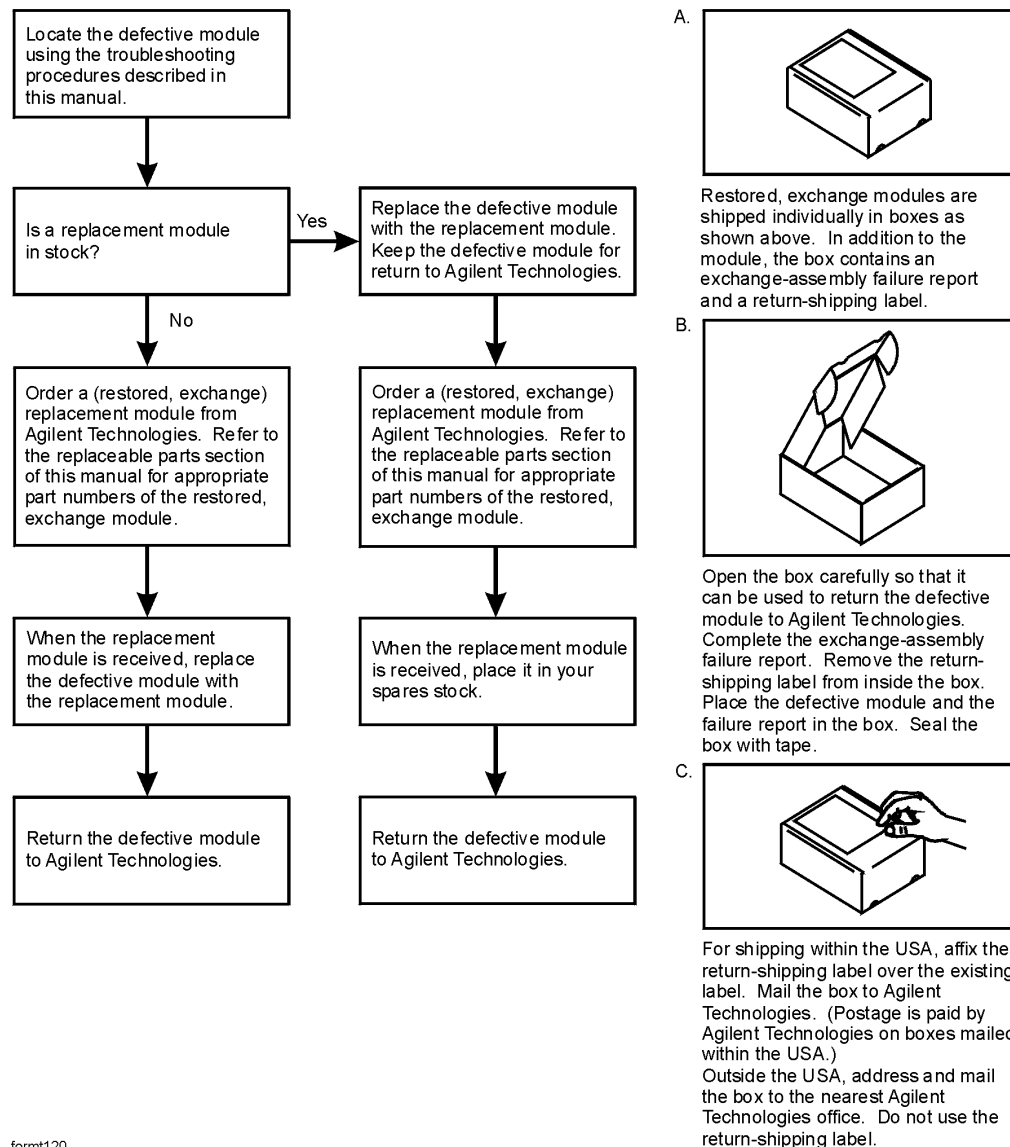 Locate the defective module
using the troubleshooting
procedures described in
this manual.
Is a replacement module
in stock?
Yes
Replace the defective module
with the replacement module.
Keep the defective module for
return to Agilent Technologies.
No
Order a (restored, exchange)
replacement module from
Agilent Technologies. Refer to
the replaceable parts section
of this manual for appropriate
part numbers of the restored,
exchange module.
Order a (restored, exchange)
replacement module from
Agilent Technologies. Refer to
the replaceable parts section
of this manual for appropriate
part numbers of the restored,
exchange module.
When the replacement
module is received, replace
the defective module with
the replacement module.
When the replacement module
is received, place it in your
spares stock.
Return the defective module
to Agilent Technologies.
Return the defective module
to Agilent Technologies.
A.
Restored, exchange modules are
shipped individually in boxes as
shown above. In addition to the
module, the box contains an
exchange-assembly failure report
and a return-shipping label.
B.
Open the box carefully so that it
can be used to return the defective
module to Agilent Technologies.
Complete the exchange-assembly
failure report. Remove the return-
shipping label from inside the box.
Place the defective module and the
failure report in the box. Seal the
box with tape.
C.
For shipping within the USA, affix the
return-shipping label over the existing
label. Mail the box to Agilent
Technologies. (Postage is paid by
Agilent Technologies on boxes mailed
within the USA.)
Outside the USA, address and mail
the box to the nearest Agilent
Technologies office. Do not use the
return-shipping label.